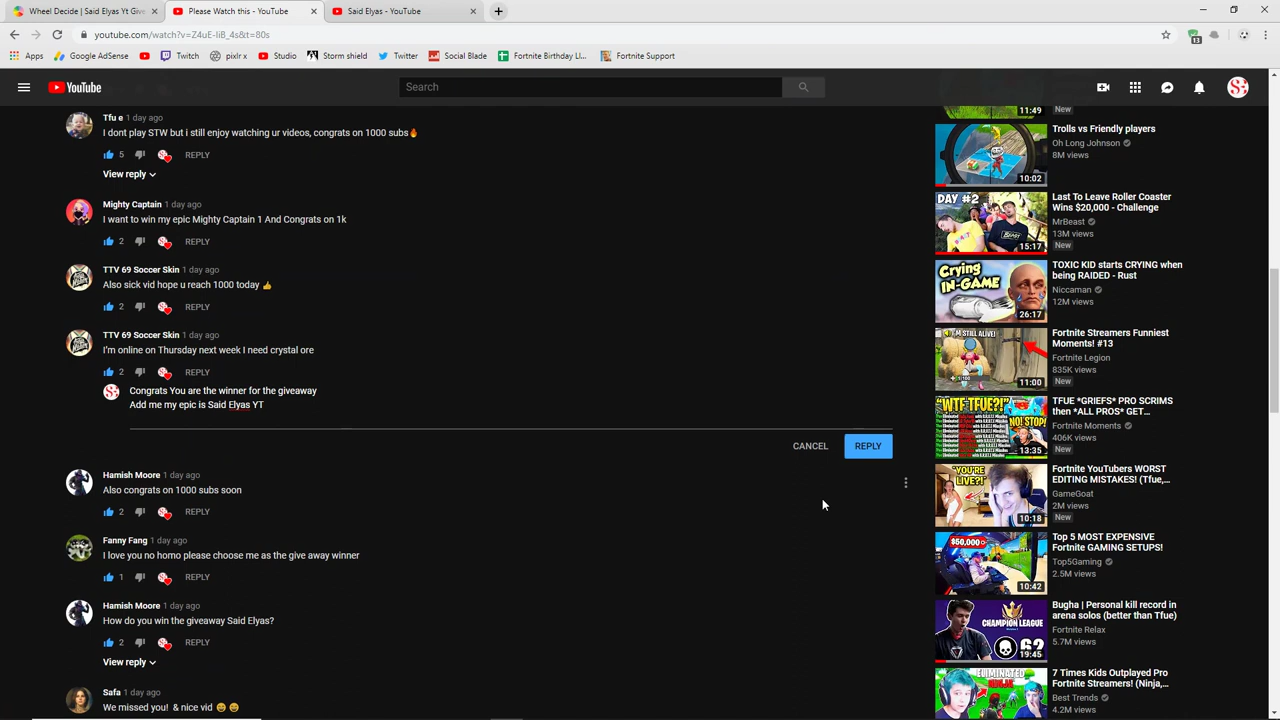 Wheel Decide | Said Elyas Yt Giv
Please Watch this - YouTube
Said Elyas - YouTube
youtube.com/watch?v=Z4uE-liB_4s&t=80s
13
Apps
Google AdSense
Twitch
pixlr x
Studio
Storm shield
Twitter
Social Blade
Fortnite Birthday LI...
Fortnite Support
YouTube
Search
Tfu e 1 day ago
I dont play STW but i still enjoy watching ur videos, congrats on 1000 subs🔥
5 REPLY
View reply
Mighty Captain 1 day ago
I want to win my epic Mighty Captain 1 And Congrats on 1k
2 REPLY
TTV 69 Soccer Skin 1 day ago
Also sick vid hope u reach 1000 today 👍
2 REPLY
TTV 69 Soccer Skin 1 day ago
I'm online on Thursday next week I need crystal ore
2 REPLY
Congrats You are the winner for the giveaway
Add me my epic is Said Elyas YT
CANCEL REPLY
Hamish Moore 1 day ago
Also congrats on 1000 subs soon
2 REPLY
Fanny Fang 1 day ago
I love you no homo please choose me as the give away winner
1 REPLY
Hamish Moore 1 day ago
How do you win the giveaway Said Elyas?
2 REPLY
View reply
Safa 1 day ago
We missed you! & nice vid 😄 😄
11:49
New
10:02
Trolls vs Friendly players
Oh Long Johnson
8M views
DAY #2
15:17
Last To Leave Roller Coaster
Wins $20,000 - Challenge
MrBeast
13M views
New
Crying
IN-GAME
26:17
TOXIC KID starts CRYING when
being RAIDED - Rust
Niccaman
12M views
I'M STILL ALIVE!
11:00
Fortnite Streamers Funniest
Moments! #13
Fortnite Legion
835K views
New
"WTF TFUE?!"
NO! STOP!
13:35
TFUE *GRIEFS* PRO SCRIMS
then *ALL PROS* GET...
Fortnite Moments
406K views
New
"YOU'RE
LIVE?!"
10:18
Fortnite YouTubers WORST
EDITING MISTAKES! (Tfue,...
GameGoat
2M views
New
$50,000
10:42
Top 5 MOST EXPENSIVE
Fortnite GAMING SETUPS!
Top5Gaming
2.5M views
CHAMPION LEAGUE
62
19:45
Bugha | Personal kill record in
arena solos (better than Tfue)
Fortnite Relax
5.7M views
ELIMINATED
NINJA
7 Times Kids Outplayed Pro
Fortnite Streamers! (Ninja,...
Best Trends
4.2M views